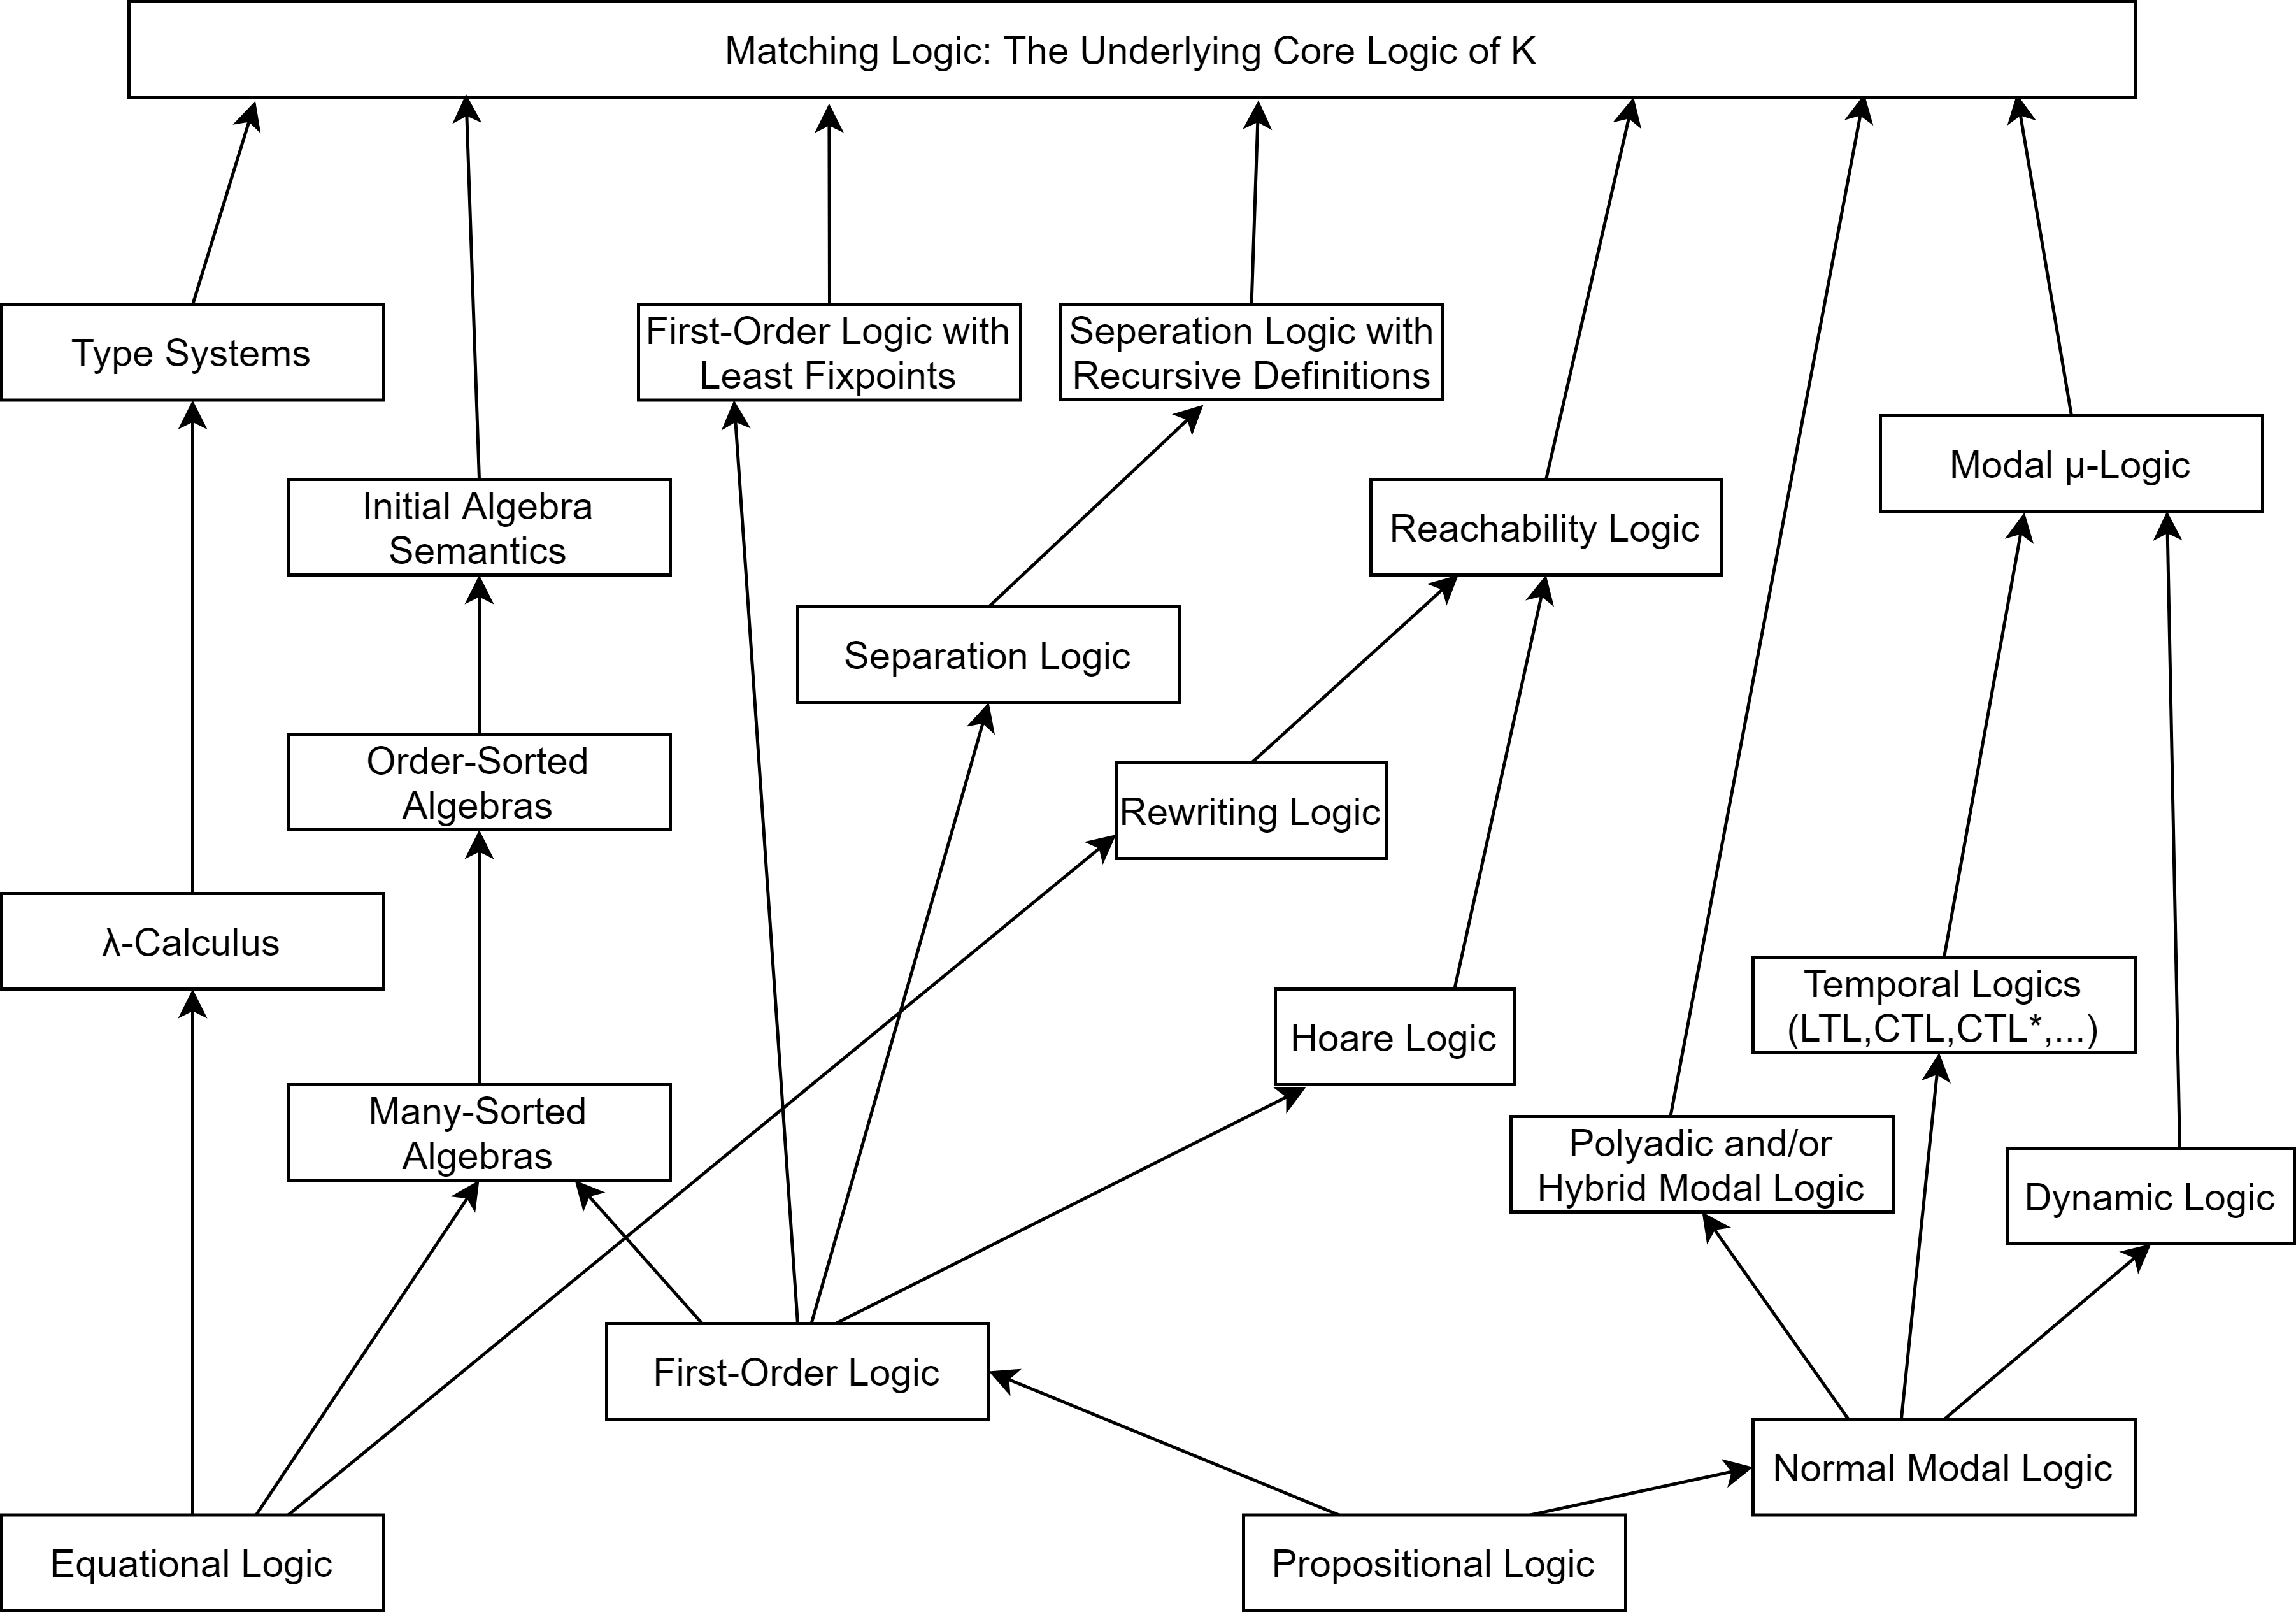 Matching Logic: The Underlying Core Logic of K
Type Systems
First-Order Logic with
Least Fixpoints
Seperation Logic with
Recursive Definitions
Modal μ-Logic
Initial Algebra
Semantics
Reachability Logic
Separation Logic
Order-Sorted
Algebras
Rewriting Logic
λ-Calculus
Temporal Logics
(LTL,CTL,CTL*,...)
Hoare Logic
Many-Sorted
Algebras
Polyadic and/or
Hybrid Modal Logic
Dynamic Logic
First-Order Logic
Normal Modal Logic
Equational Logic
Propositional Logic